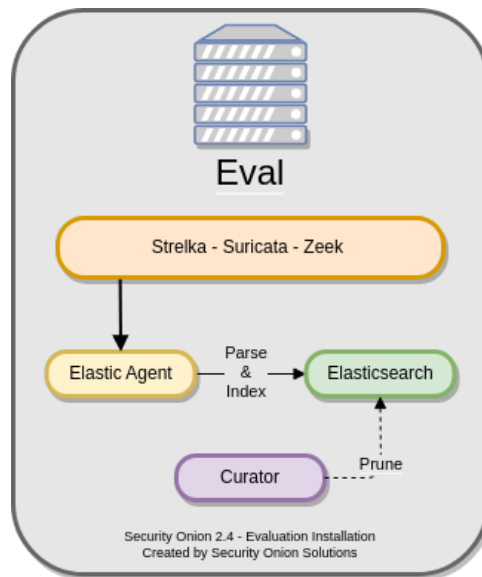 Eval
Strelka - Suricata - Zeek
Elastic Agent
Parse
&
Index
Elasticsearch
Curator
Prune
Security Onion 2.4 - Evaluation Installation
Created by Security Onion Solutions